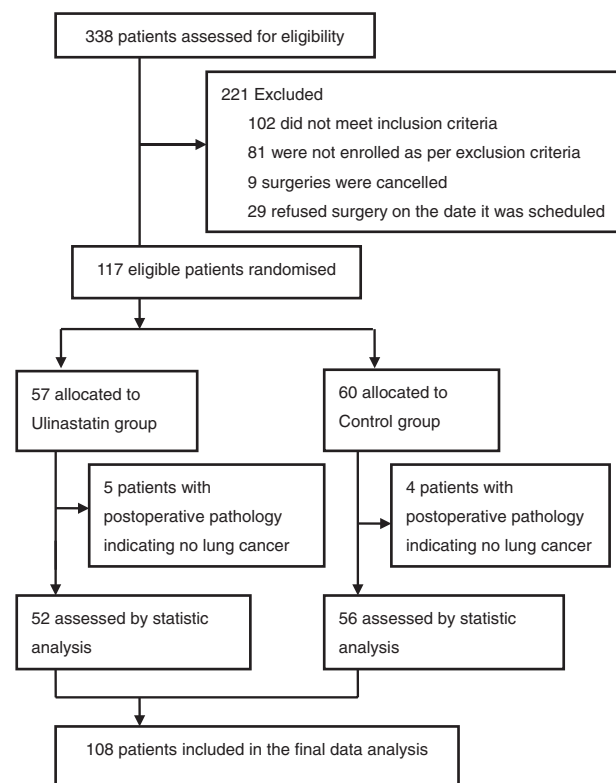 338 patients assessed for eligibility
221 Excluded
102 did not meet inclusion criteria
81 were not enrolled as per exclusion criteria
9 surgeries were cancelled
29 refused surgery on the date it was scheduled
117 eligible patients randomised
57 allocated to
Ulinastatin group
60 allocated to
Control group
5 patients with
postoperative pathology
indicating no lung cancer
4 patients with
postoperative pathology
indicating no lung cancer
52 assessed by statistic
analysis
56 assessed by statistic
analysis
108 patients included in the final data analysis